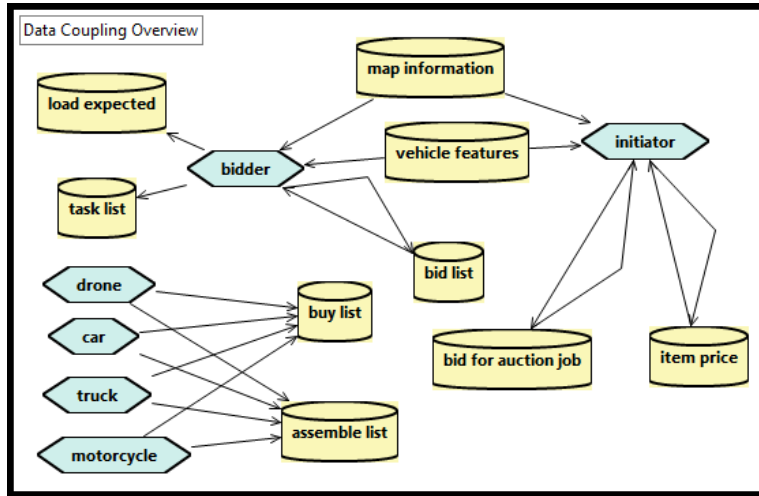 Data Coupling Overview
map information
load expected
initiator
vehicle features
bidder
task list
bid list
drone
buy list
car
bid for auction job
item price
truck
assemble list
motorcycle